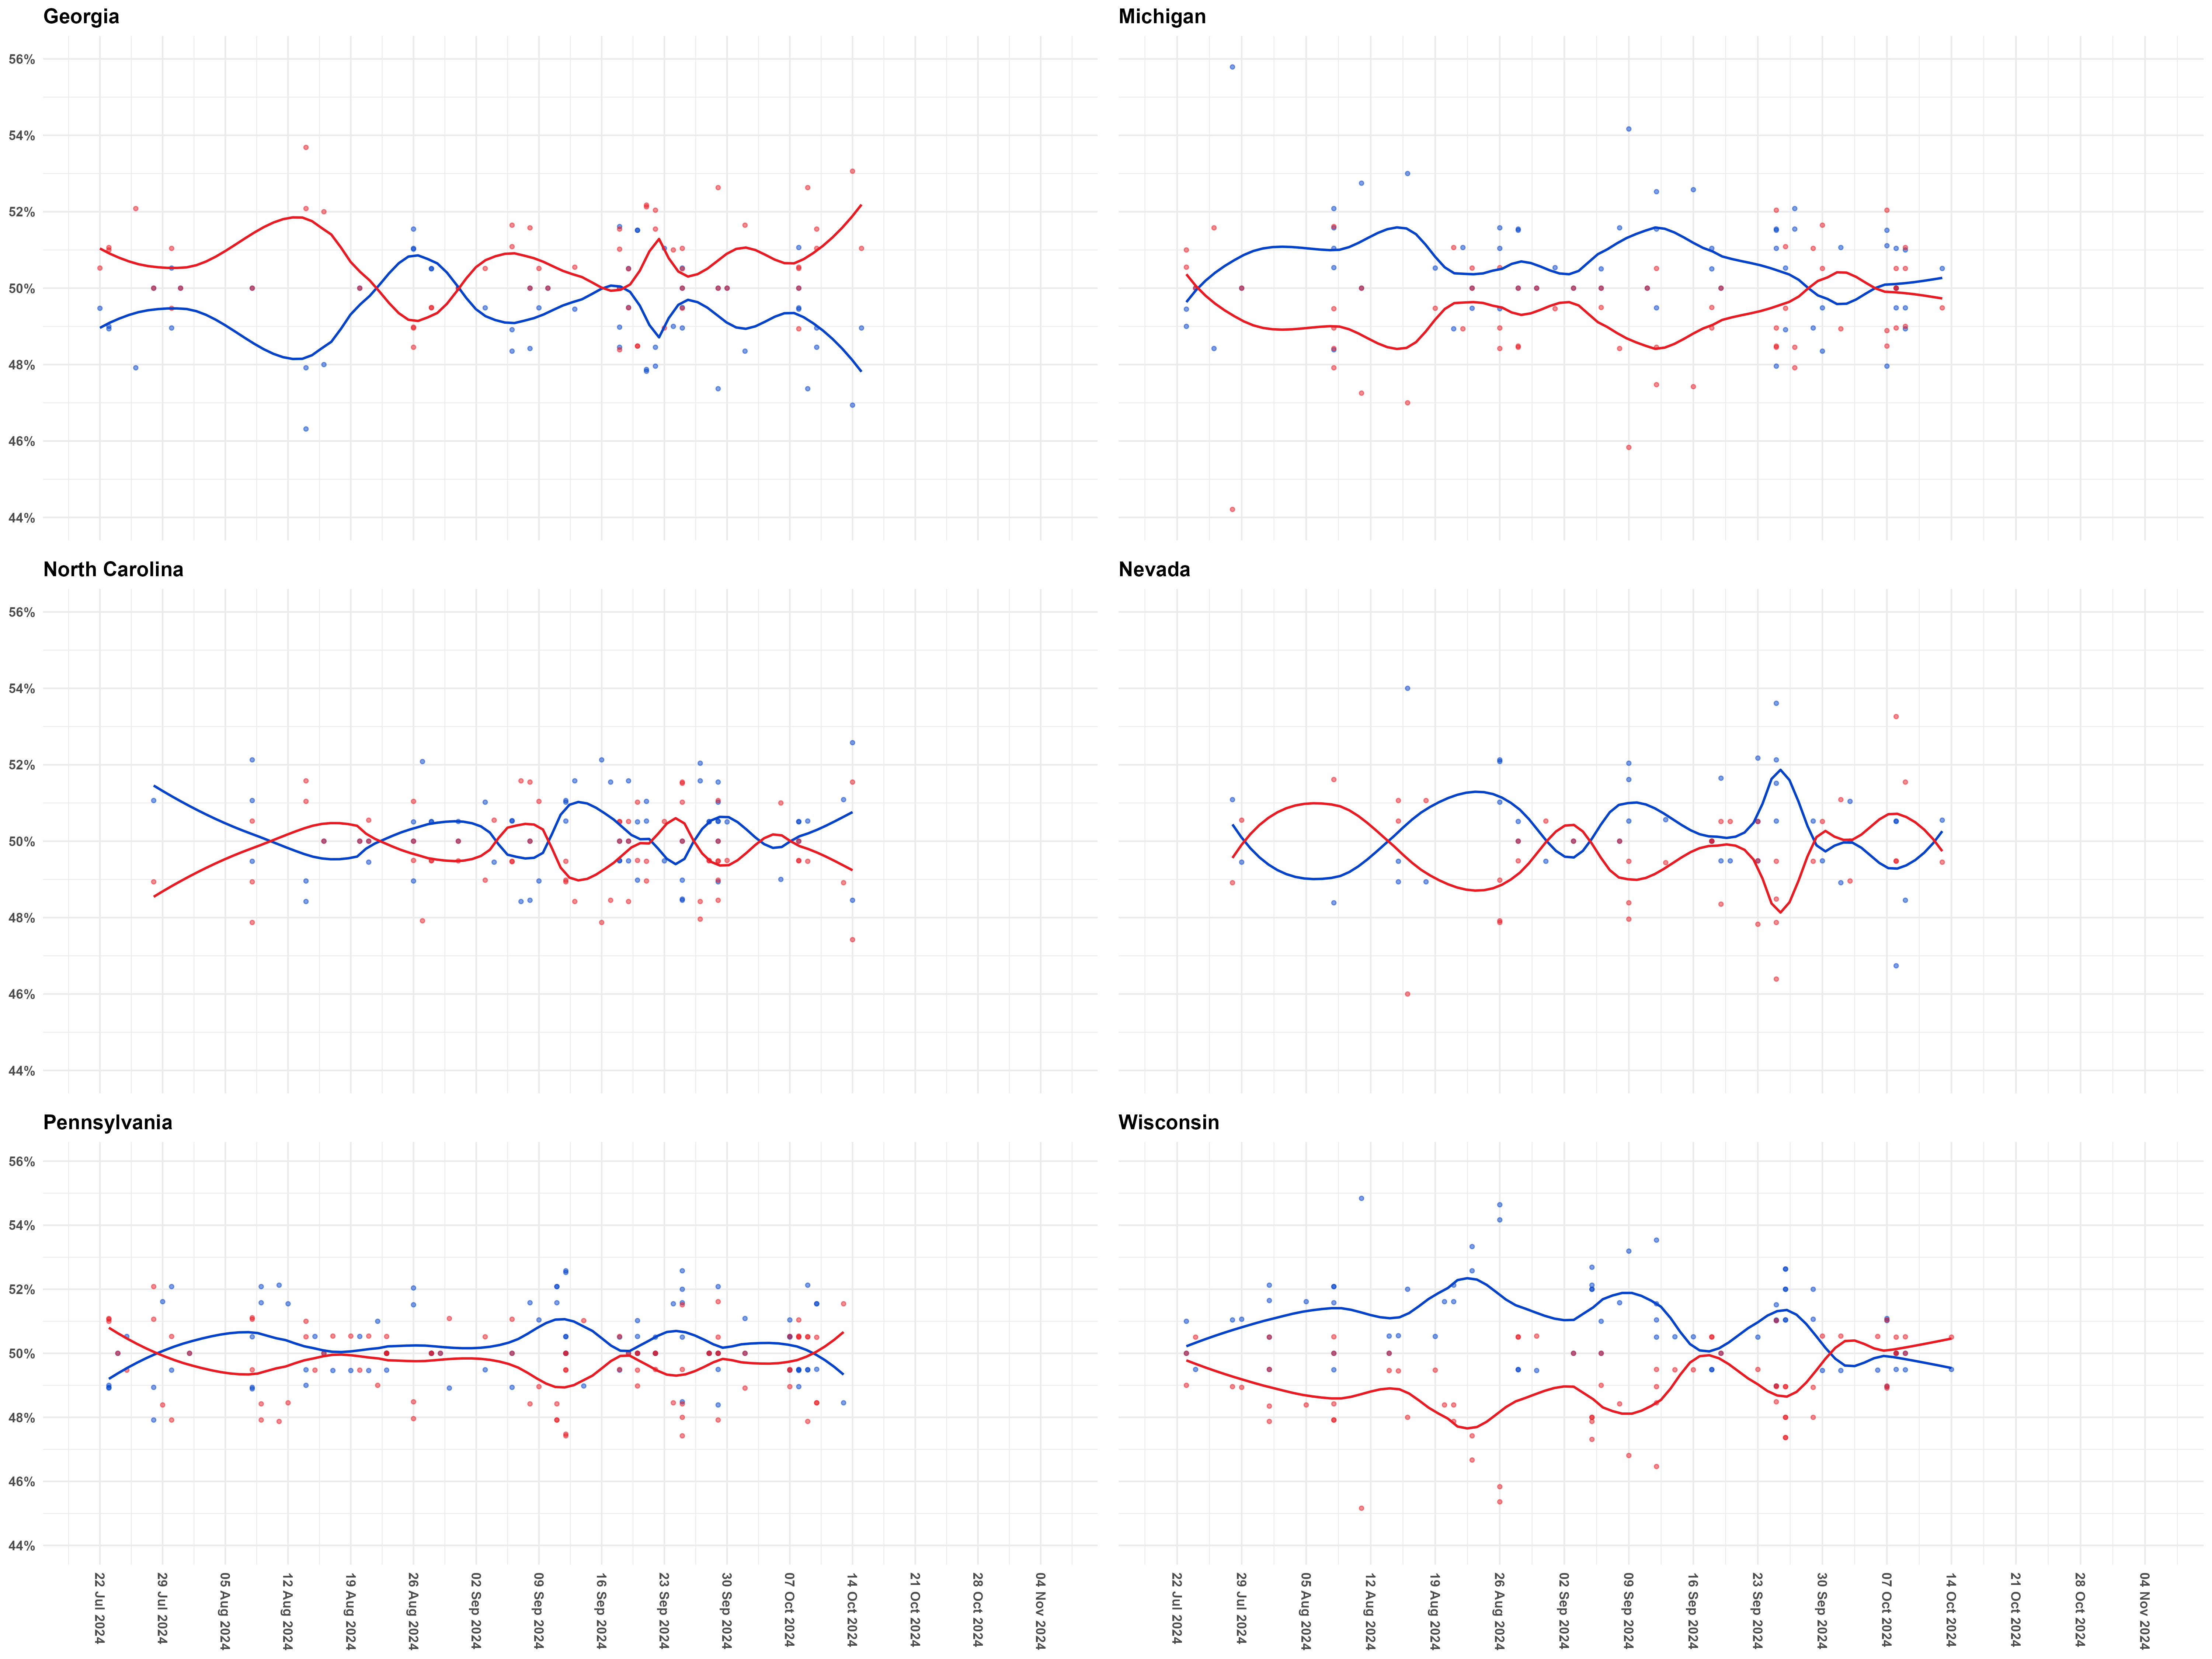 Georgia
Michigan
56%
54%
52%
50%
48%
46%
44%
North Carolina
Nevada
56%
54%
52%
50%
48%
46%
44%
Pennsylvania
Wisconsin
56%
54%
52%
50%
48%
46%
44%
22 Jul 2024
29 Jul 2024
05 Aug 2024
12 Aug 2024
19 Aug 2024
26 Aug 2024
02 Sep 2024
09 Sep 2024
16 Sep 2024
23 Sep 2024
30 Sep 2024
07 Oct 2024
14 Oct 2024
21 Oct 2024
28 Oct 2024
04 Nov 2024
22 Jul 2024
29 Jul 2024
05 Aug 2024
12 Aug 2024
19 Aug 2024
26 Aug 2024
02 Sep 2024
09 Sep 2024
16 Sep 2024
23 Sep 2024
30 Sep 2024
07 Oct 2024
14 Oct 2024
21 Oct 2024
28 Oct 2024
04 Nov 2024